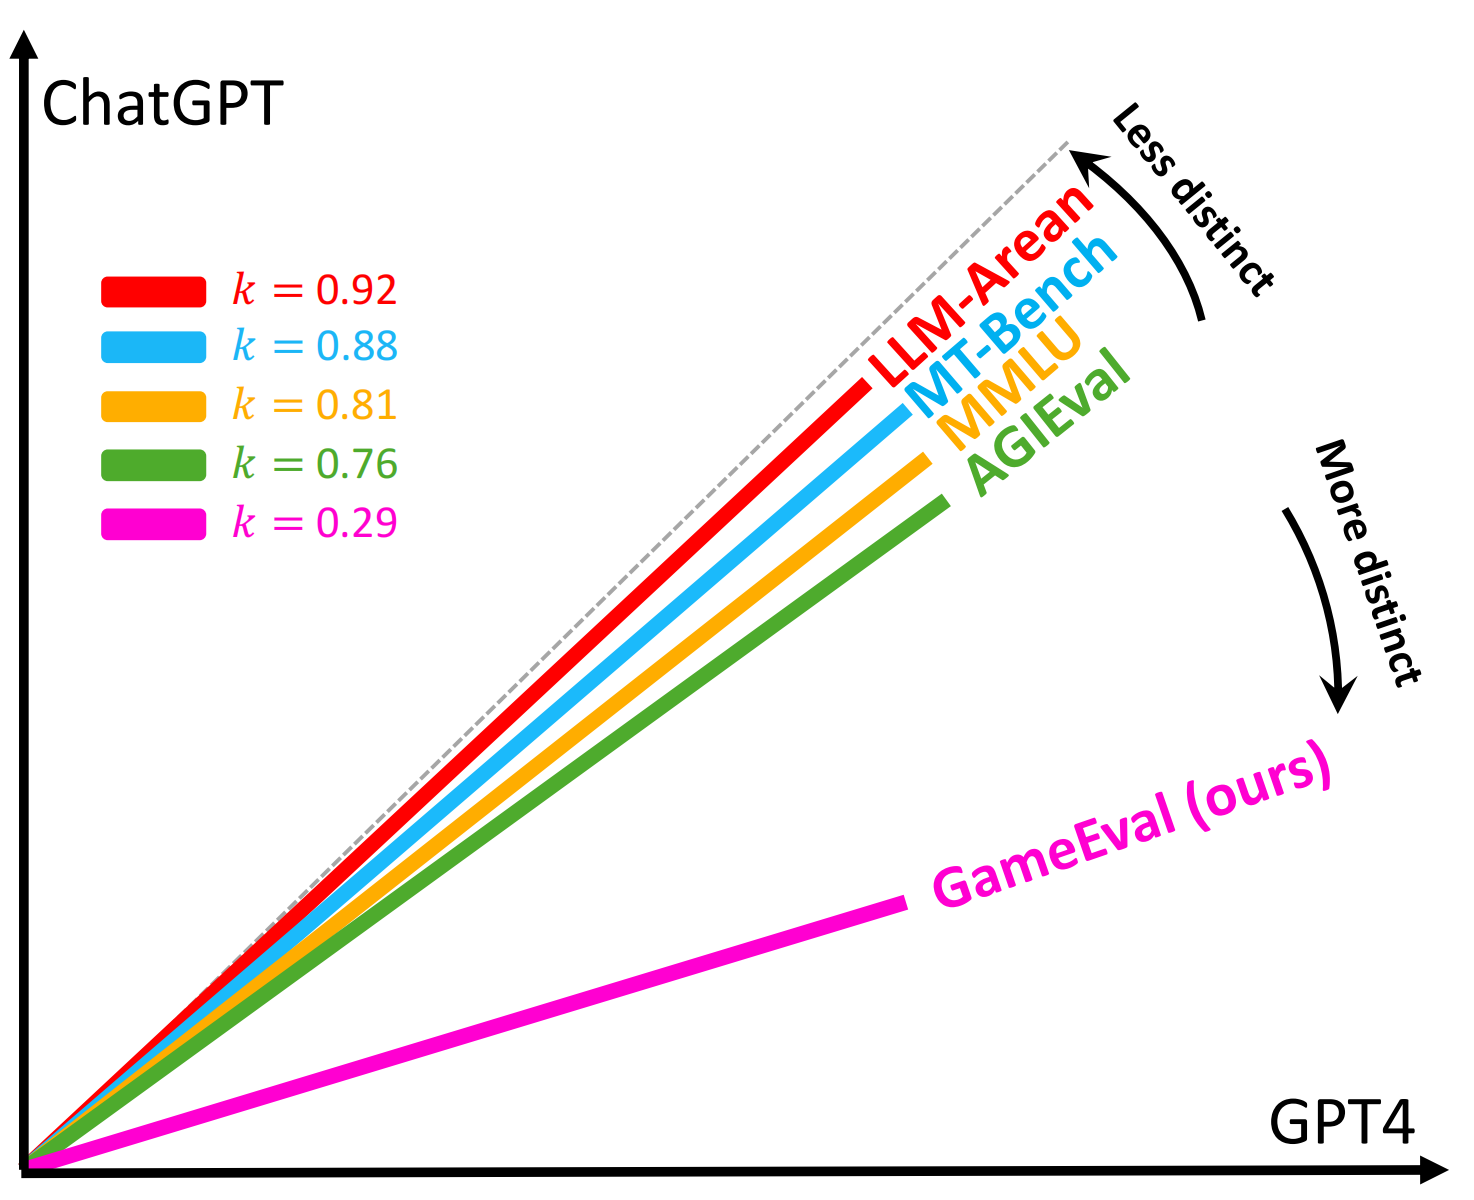 ChatGPT
k = 0.92
k = 0.88
k = 0.81
k = 0.76
k = 0.29
LLM-Arean
MT-Bench
MMLU
AGIEval
GameEval (ours)
Less distinct
More distinct
GPT4